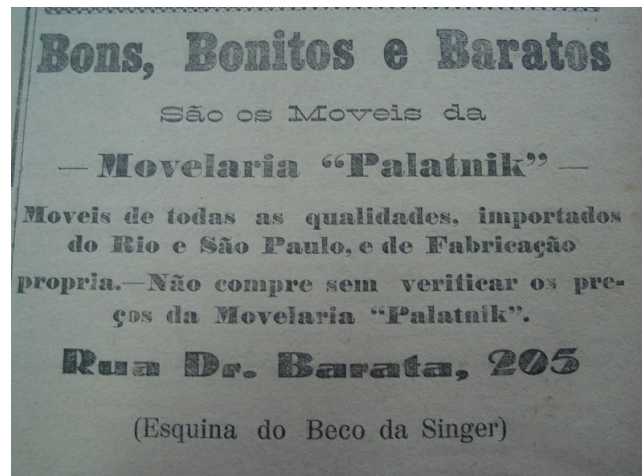 Bons, Bonitos e Baratos
São os Moveis da
— Movelaria “Palatnik” —
Moveis de todas as qualidades, importados
do Rio e São Paulo, e de Fabricação
propria.—Não compre sem verificar os pre-
ços da Movelaria “Palatnik”.
Rua Dr. Barata, 205
(Esquina do Beco da Singer)